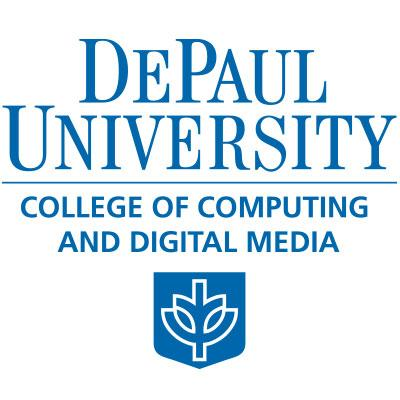 DEPAUL
UNIVERSITY
COLLEGE OF COMPUTING
AND DIGITAL MEDIA